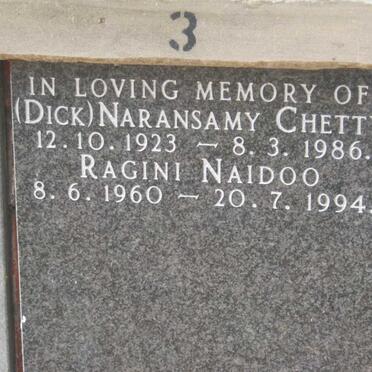 3
IN LOVING MEMORY OF
(DICK) NARANSAMY CHETTY
12.10.1923 — 8.3.1986.
RAGINI NAIDOO
8.6.1960 — 20.7.1994.